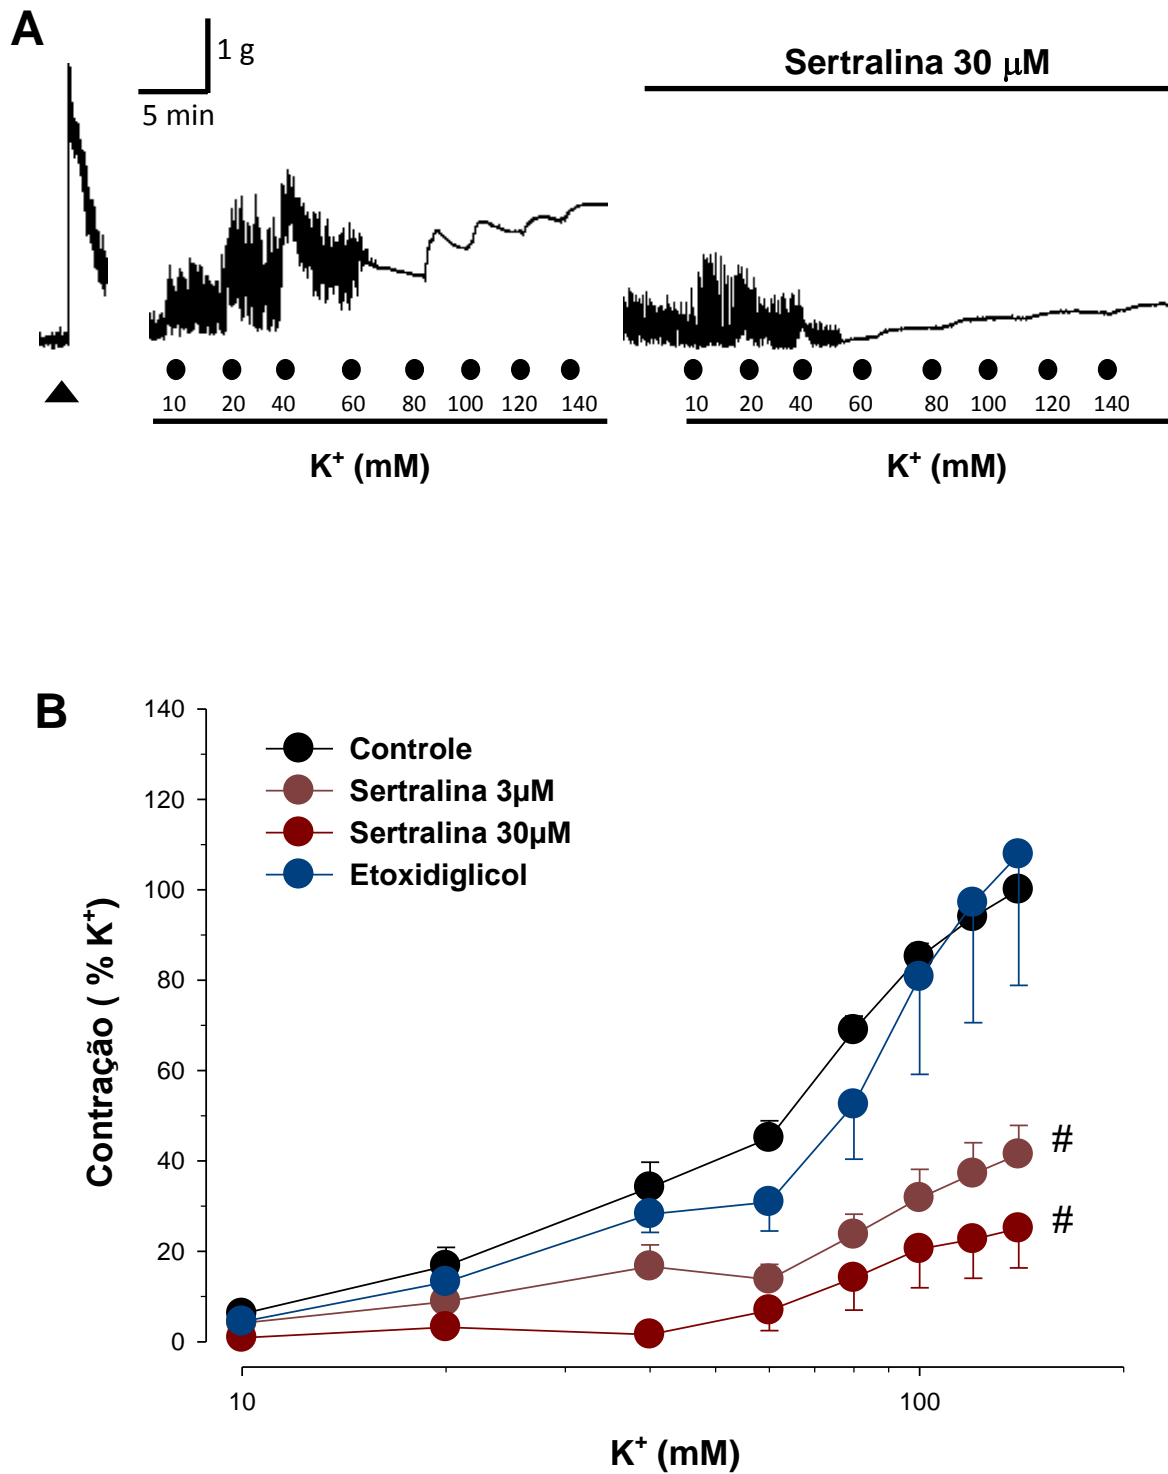 A
1 g
5 min
Sertralina 30 μM
10 20 40 60 80 100 120 140
K⁺ (mM)
10 20 40 60 80 100 120 140
K⁺ (mM)
B
Contração ( % K⁺)
140
120
100
80
60
40
20
0
Controle
Sertralina 3µM
Sertralina 30µM
Etoxidiglicol
#
#
10 100
K⁺ (mM)